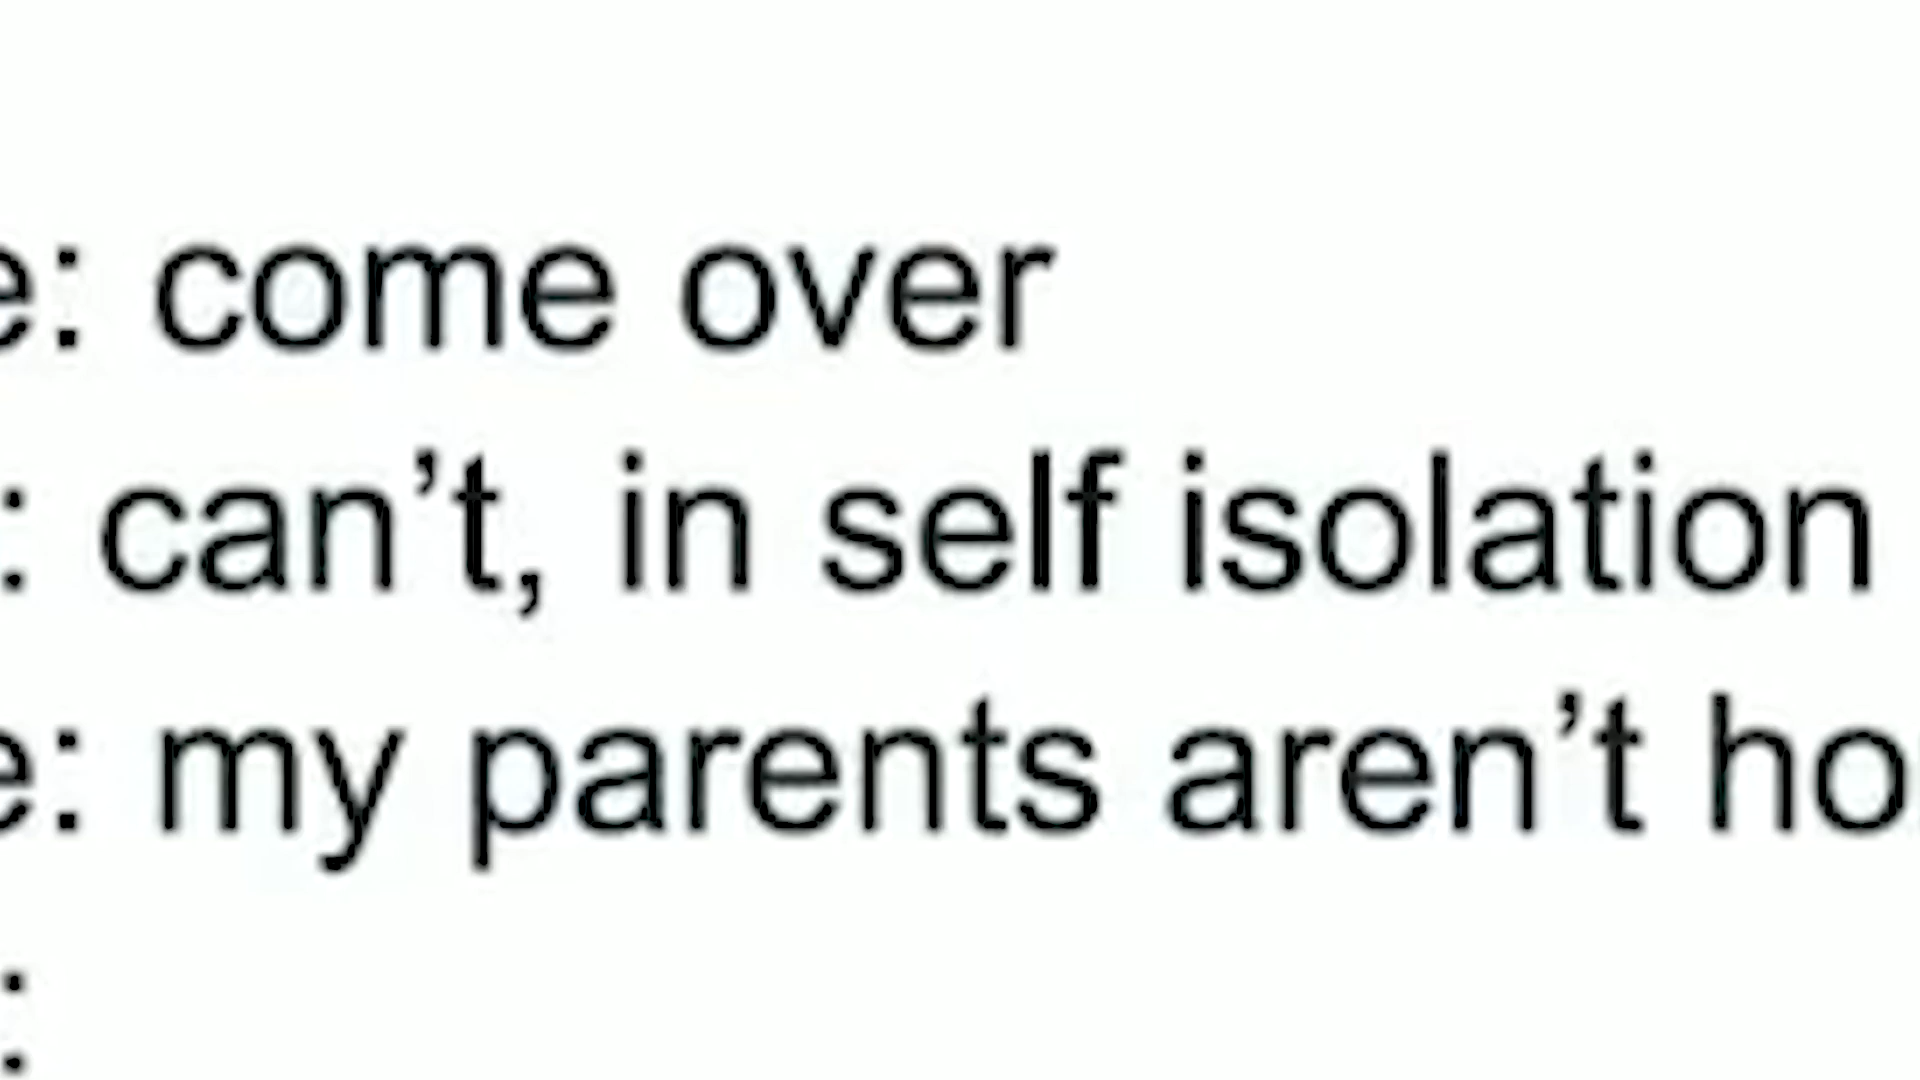 e: come over
: can’t, in self isolation
e: my parents aren’t ho
: